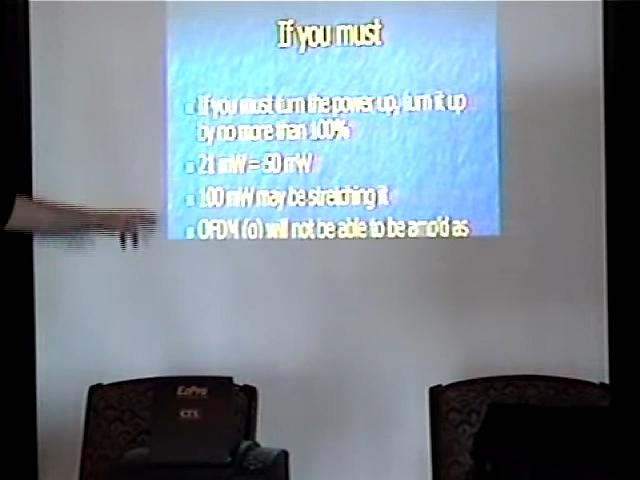 If you must
If you must turn the power up, turn it up
by no more than 100%
21 mW = 50 mW
100 mW may be stretching it
OFDM (o) will not be able to be amp'd as
EzPro